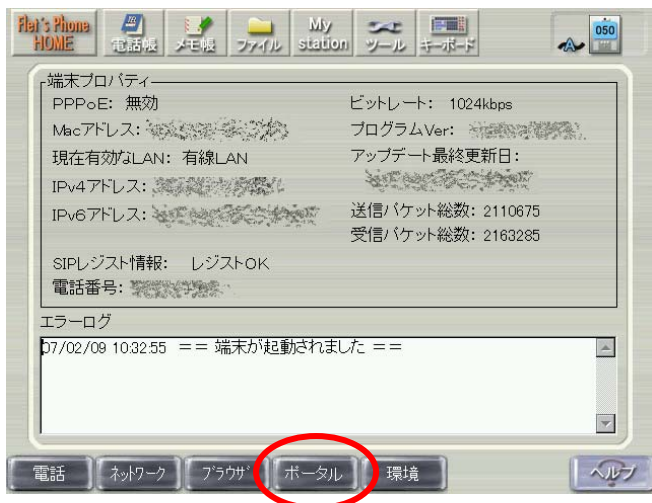 Flet's Phone
HOME
電話帳
メモ帳
ファイル
My
station
ツール
キーボード
A
050
端末プロパティ
PPPoE: 無効
ビットレート: 1024kbps
Macアドレス:
プログラムVer:
現在有効なLAN: 有線LAN
アップデート最終更新日:
IPv4アドレス:
IPv6アドレス:
送信パケット総数: 2110675
受信パケット総数: 2163285
SIPレジスト情報: レジストOK
電話番号:
エラーログ
07/02/09 10:32:55 == 端末が起動されました ==
電話
ネットワーク
ブラウザ
ポータル
環境
ヘルプ